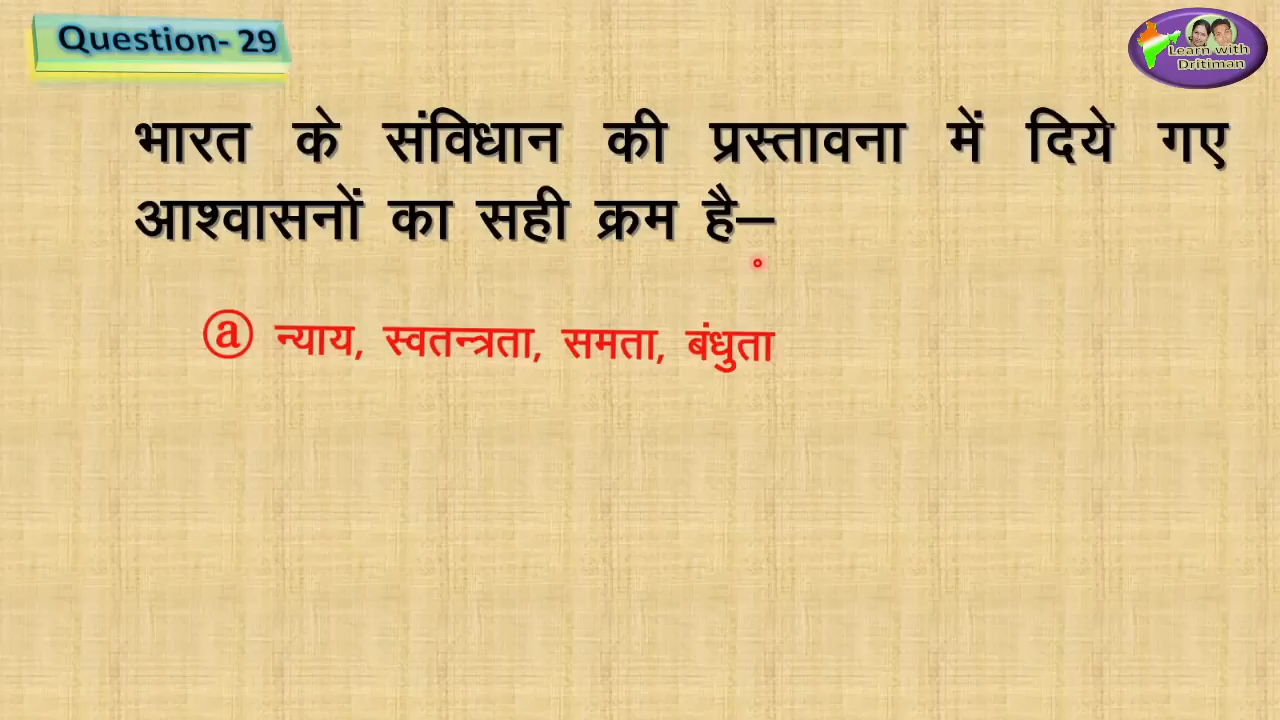 Question- 29
Learn with
Dritiman
भारत के संविधान की प्रस्तावना में दिये गए
आश्वासनों का सही क्रम है–
ⓐ न्याय, स्वतन्त्रता, समता, बंधुता